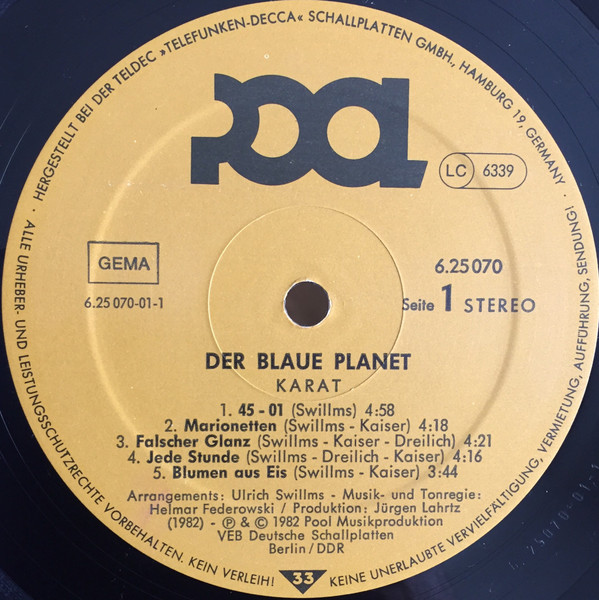 HERGESTELLT BEI DER TELDEC »TELEFUNKEN-DECCA« SCHALLPLATTEN GMBH, HAMBURG 19, GERMANY ·
POOL
LC 6339
GEMA
6.25 070-01-1
6.25 070
Seite 1 STEREO
DER BLAUE PLANET
KARAT
1. 45 - 01 (Swillms) 4:58
2. Marionetten (Swillms - Kaiser) 4:18
3. Falscher Glanz (Swillms - Kaiser - Dreilich) 4:21
4. Jede Stunde (Swillms - Dreilich - Kaiser) 4:16
5. Blumen aus Eis (Swillms - Kaiser) 3:44
Arrangements: Ulrich Swillms - Musik- und Tonregie:
Helmar Federowski / Produktion: Jürgen Lahrtz
(1982) - ℗ & © 1982 Pool Musikproduktion
VEB Deutsche Schallplatten
Berlin/DDR
· ALLE URHEBER- UND LEISTUNGSSCHUTZRECHTE VORBEHALTEN. KEIN VERLEIH!
33
KEINE UNERLAUBTE VERVIELFÄLTIGUNG, VERMIETUNG, AUFFÜHRUNG, SENDUNG!